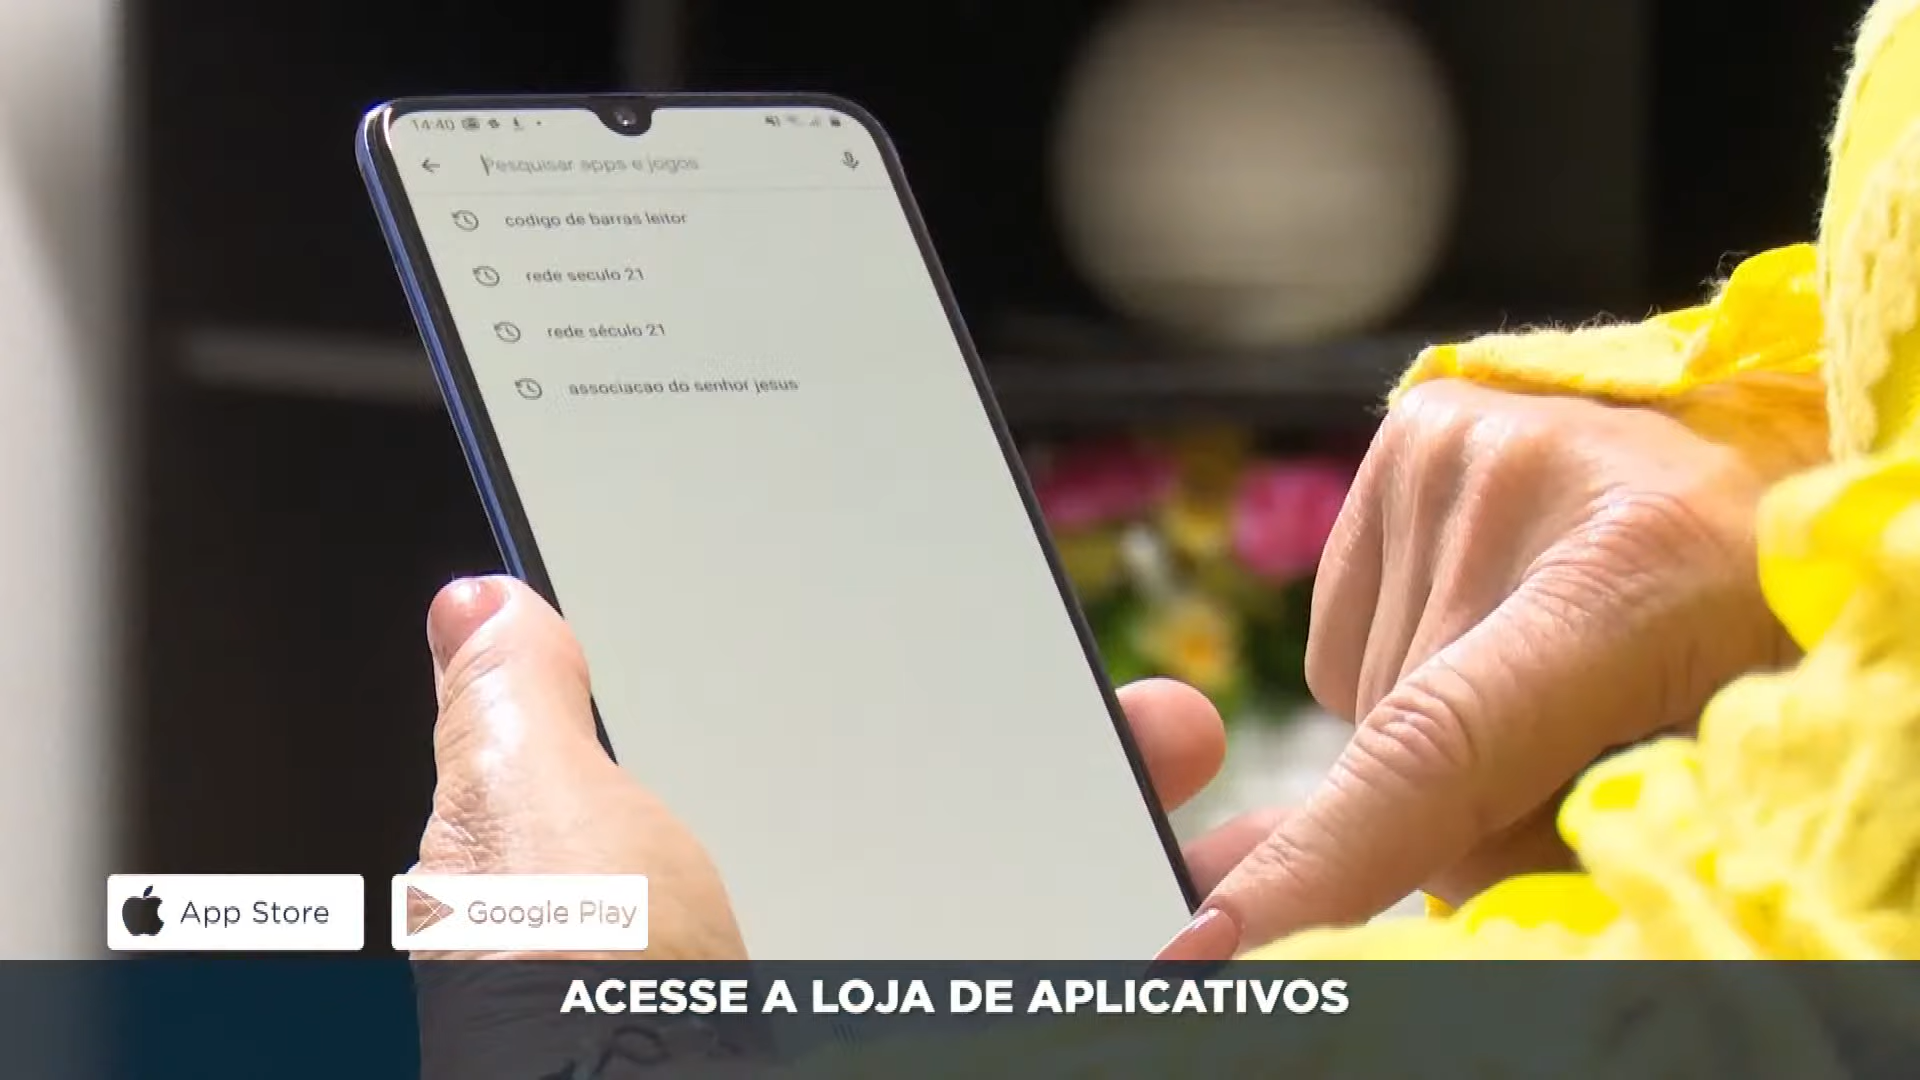 14:40
Pesquisar apps e jogos
codigo de barras leitor
rede seculo 21
rede século 21
associacao do senhor jesus
App Store
Google Play
ACESSE A LOJA DE APLICATIVOS